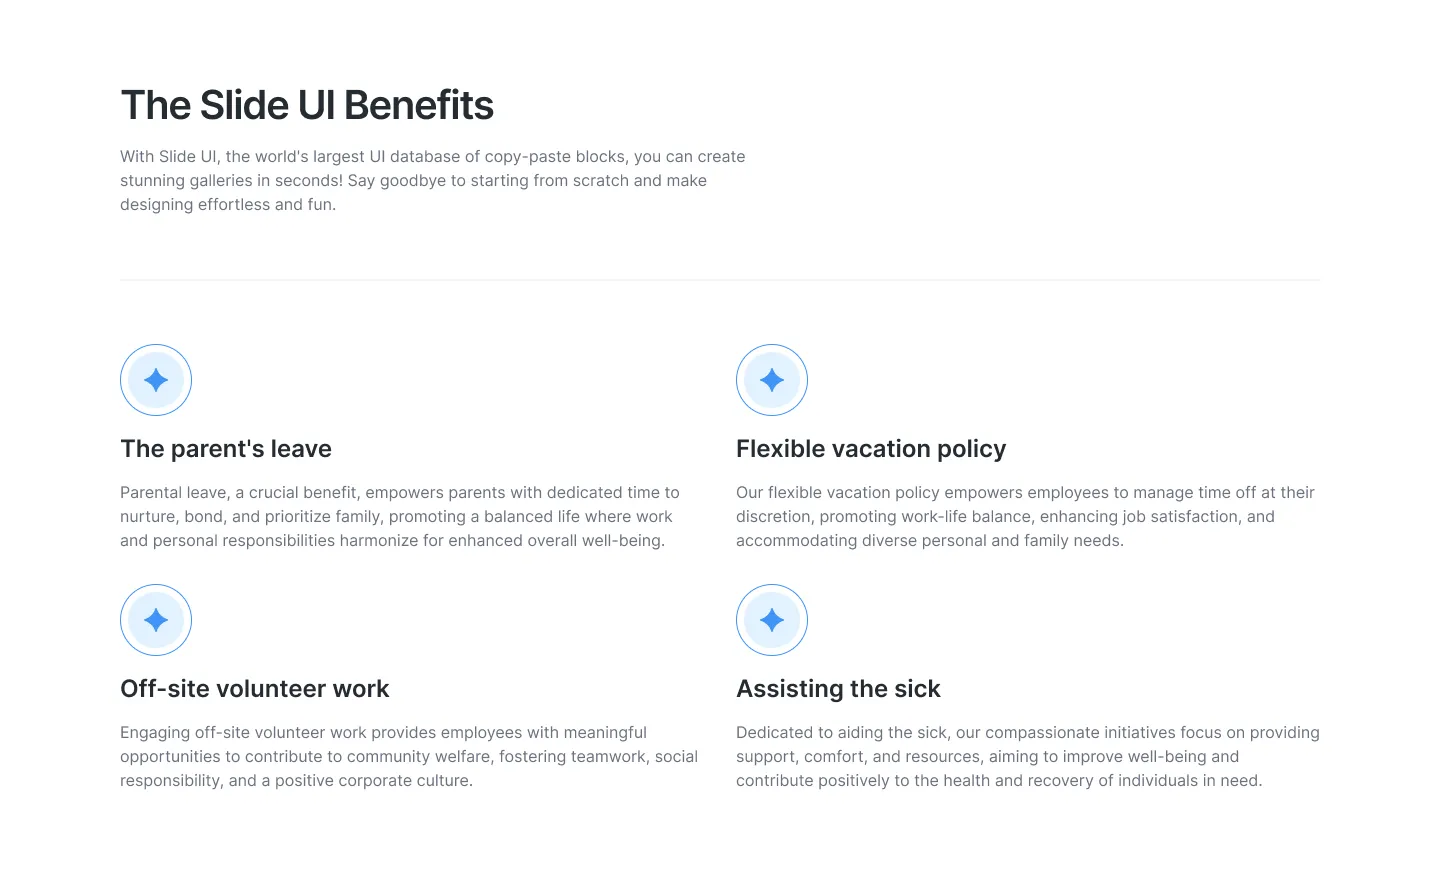 The Slide UI Benefits
With Slide UI, the world's largest UI database of copy-paste blocks, you can create
stunning galleries in seconds! Say goodbye to starting from scratch and make
designing effortless and fun.
The parent's leave
Parental leave, a crucial benefit, empowers parents with dedicated time to
nurture, bond, and prioritize family, promoting a balanced life where work
and personal responsibilities harmonize for enhanced overall well-being.
Flexible vacation policy
Our flexible vacation policy empowers employees to manage time off at their
discretion, promoting work-life balance, enhancing job satisfaction, and
accommodating diverse personal and family needs.
Off-site volunteer work
Engaging off-site volunteer work provides employees with meaningful
opportunities to contribute to community welfare, fostering teamwork, social
responsibility, and a positive corporate culture.
Assisting the sick
Dedicated to aiding the sick, our compassionate initiatives focus on providing
support, comfort, and resources, aiming to improve well-being and
contribute positively to the health and recovery of individuals in need.